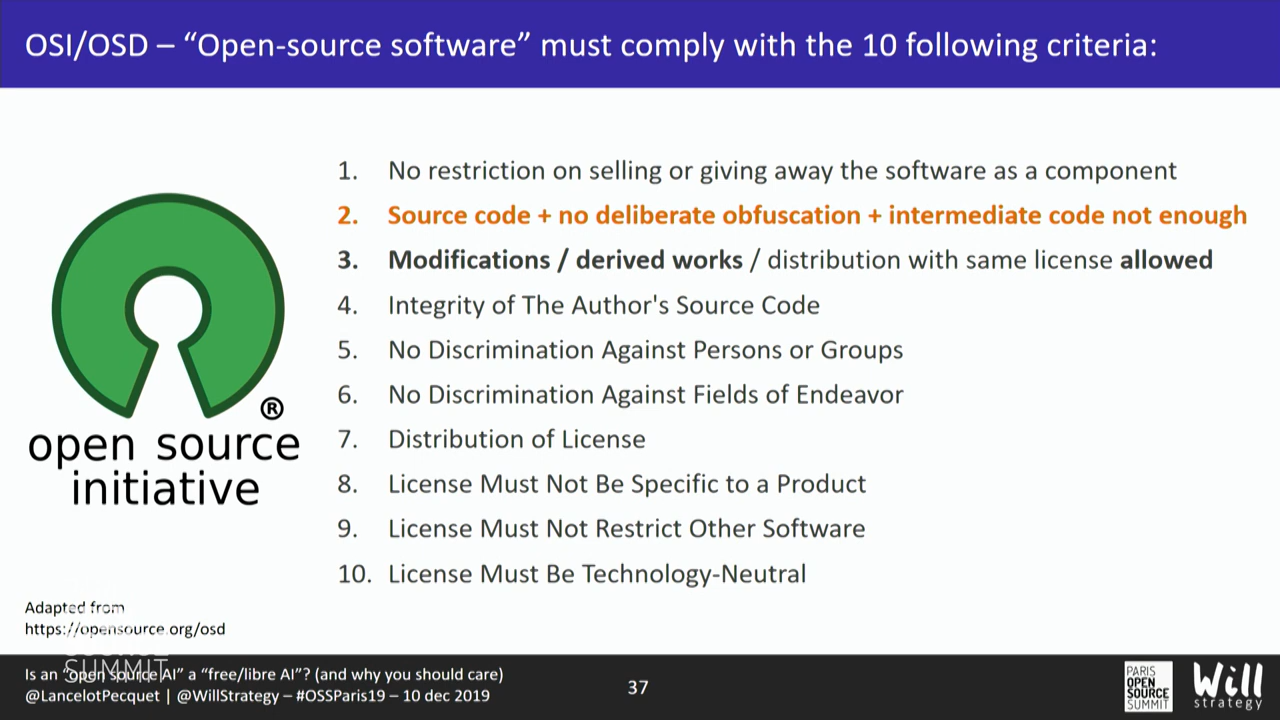 OSI/OSD – “Open-source software” must comply with the 10 following criteria:
1. No restriction on selling or giving away the software as a component
2. Source code + no deliberate obfuscation + intermediate code not enough
3. Modifications / derived works / distribution with same license allowed
4. Integrity of The Author's Source Code
5. No Discrimination Against Persons or Groups
6. No Discrimination Against Fields of Endeavor
7. Distribution of License
8. License Must Not Be Specific to a Product
9. License Must Not Restrict Other Software
10. License Must Be Technology-Neutral
®
open source
initiative
Adapted from
https://opensource.org/osd
SUMMIT
Is an “open source AI” a “free/libre AI”? (and why you should care)
@LancelotPecquet | @WillStrategy – #OSSParis19 – 10 dec 2019
37
PARIS
OPEN
SOURCE
SUMMIT
Will
strategy